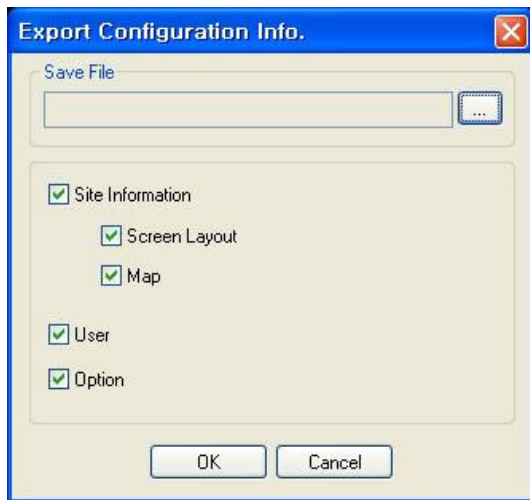 Export Configuration Info.
Save File
...
Site Information
Screen Layout
Map
User
Option
OK Cancel